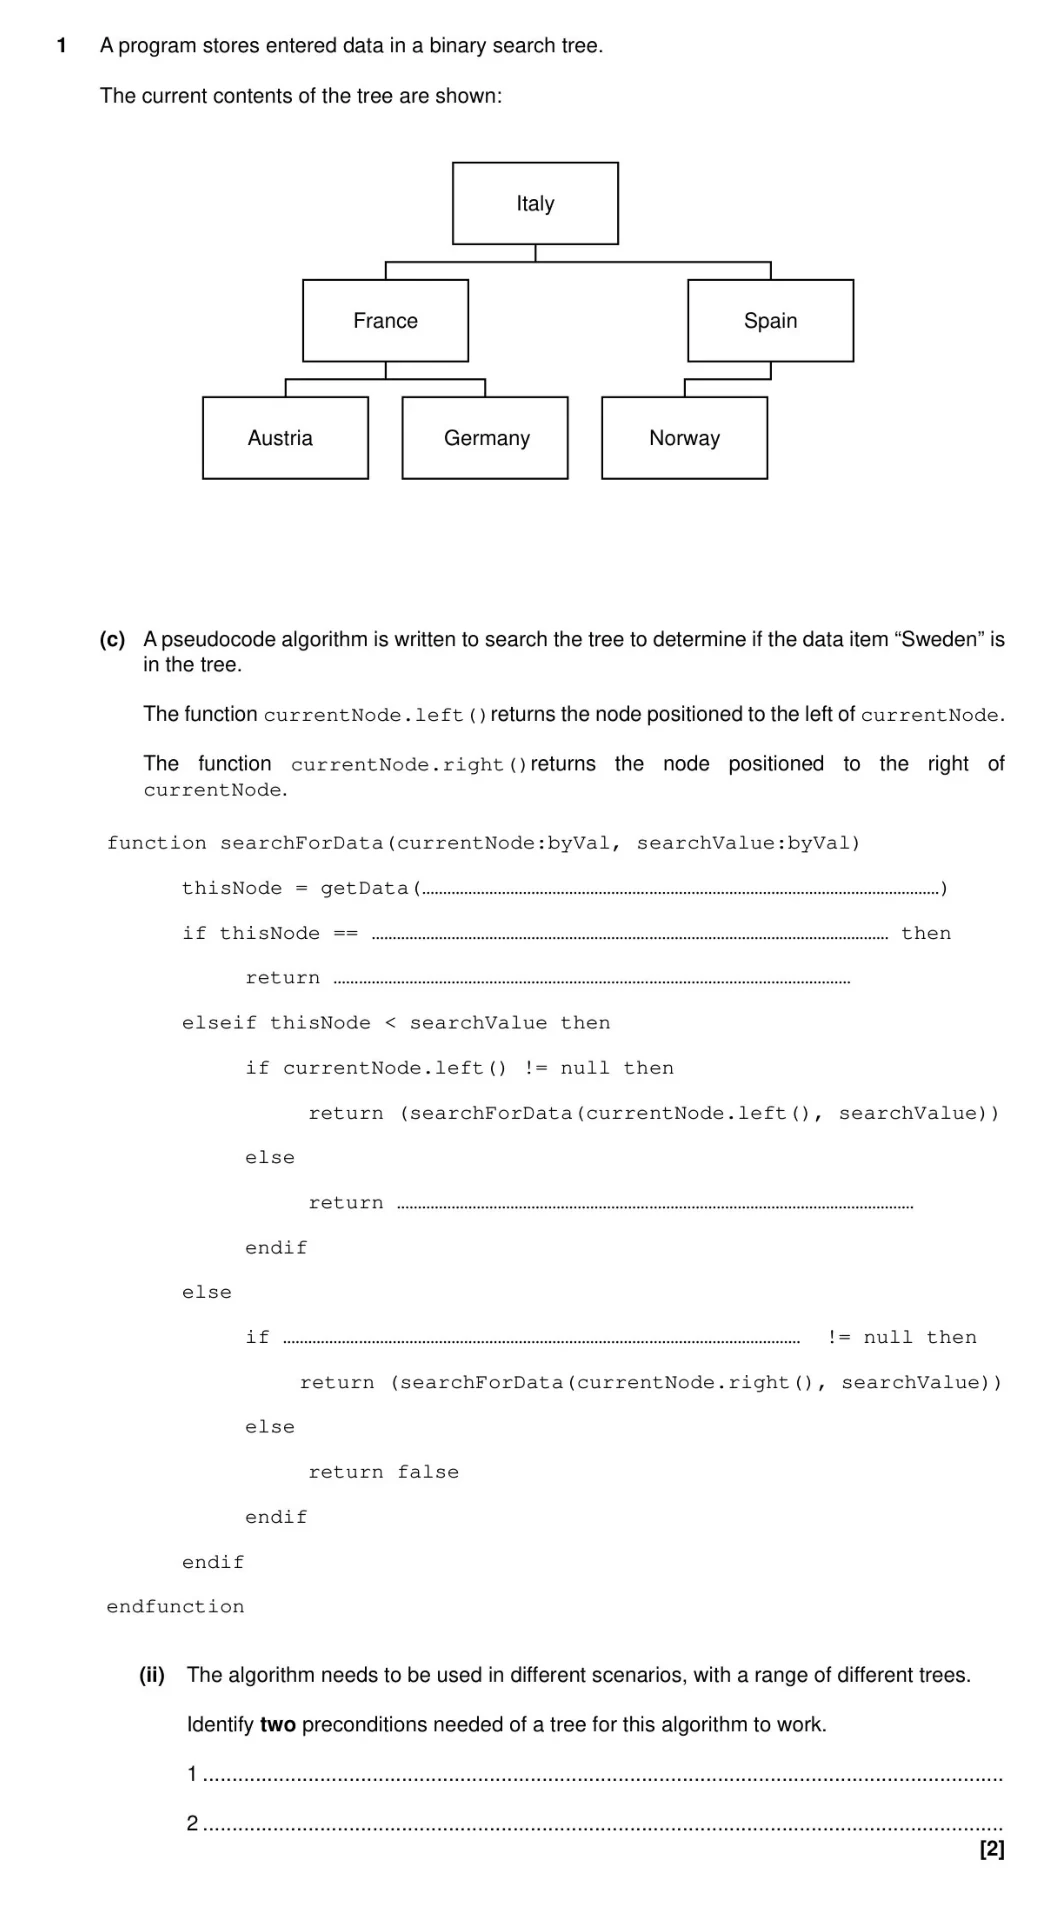 1 A program stores entered data in a binary search tree.
The current contents of the tree are shown:
Italy
France Spain
Austria Germany Norway
(c) A pseudocode algorithm is written to search the tree to determine if the data item “Sweden” is
in the tree.
The function currentNode.left()returns the node positioned to the left of currentNode.
The function currentNode.right()returns the node positioned to the right of
currentNode.
function searchForData(currentNode:byVal, searchValue:byVal)
thisNode = getData(..........)
if thisNode == .......... then
return ..........
elseif thisNode < searchValue then
if currentNode.left() != null then
return (searchForData(currentNode.left(), searchValue))
else
return ..........
endif
else
if .......... != null then
return (searchForData(currentNode.right(), searchValue))
else
return false
endif
endif
endfunction
(ii) The algorithm needs to be used in different scenarios, with a range of different trees.
Identify two preconditions needed of a tree for this algorithm to work.
1 ..........
2 ..........
[2]